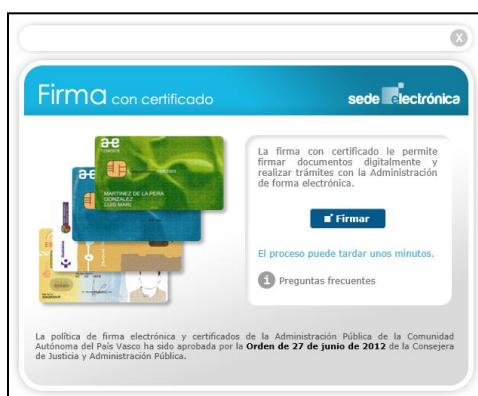 X
Firma con certificado
sede electrónica
La firma con certificado le permite
firmar documentos digitalmente y
realizar trámites con la Administración
de forma electrónica.
Firmar
El proceso puede tardar unos minutos.
i Preguntas frecuentes
MARTINEZ DE LA PERA
GONZALEZ
LUIS MARI
La política de firma electrónica y certificados de la Administración Pública de la Comunidad
Autónoma del País Vasco ha sido aprobada por la Orden de 27 de junio de 2012 de la Consejera
de Justicia y Administración Pública.